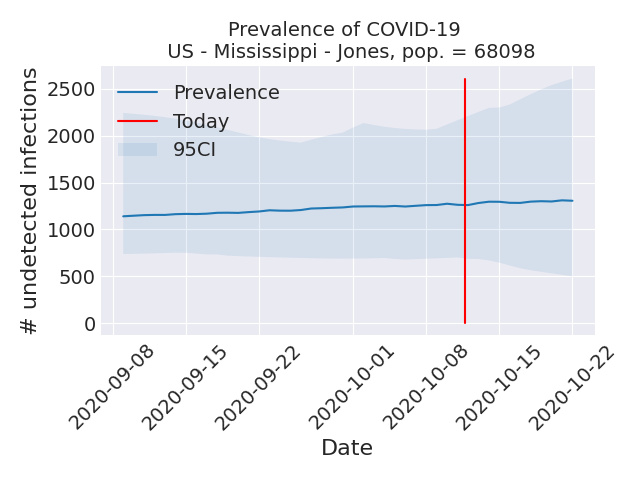 Prevalence of COVID-19
US - Mississippi - Jones, pop. = 68098
# undetected infections
2500
2000
1500
1000
500
0
Prevalence
Today
95CI
2020-09-08
2020-09-15
2020-09-22
2020-10-01
2020-10-08
2020-10-15
2020-10-22
Date